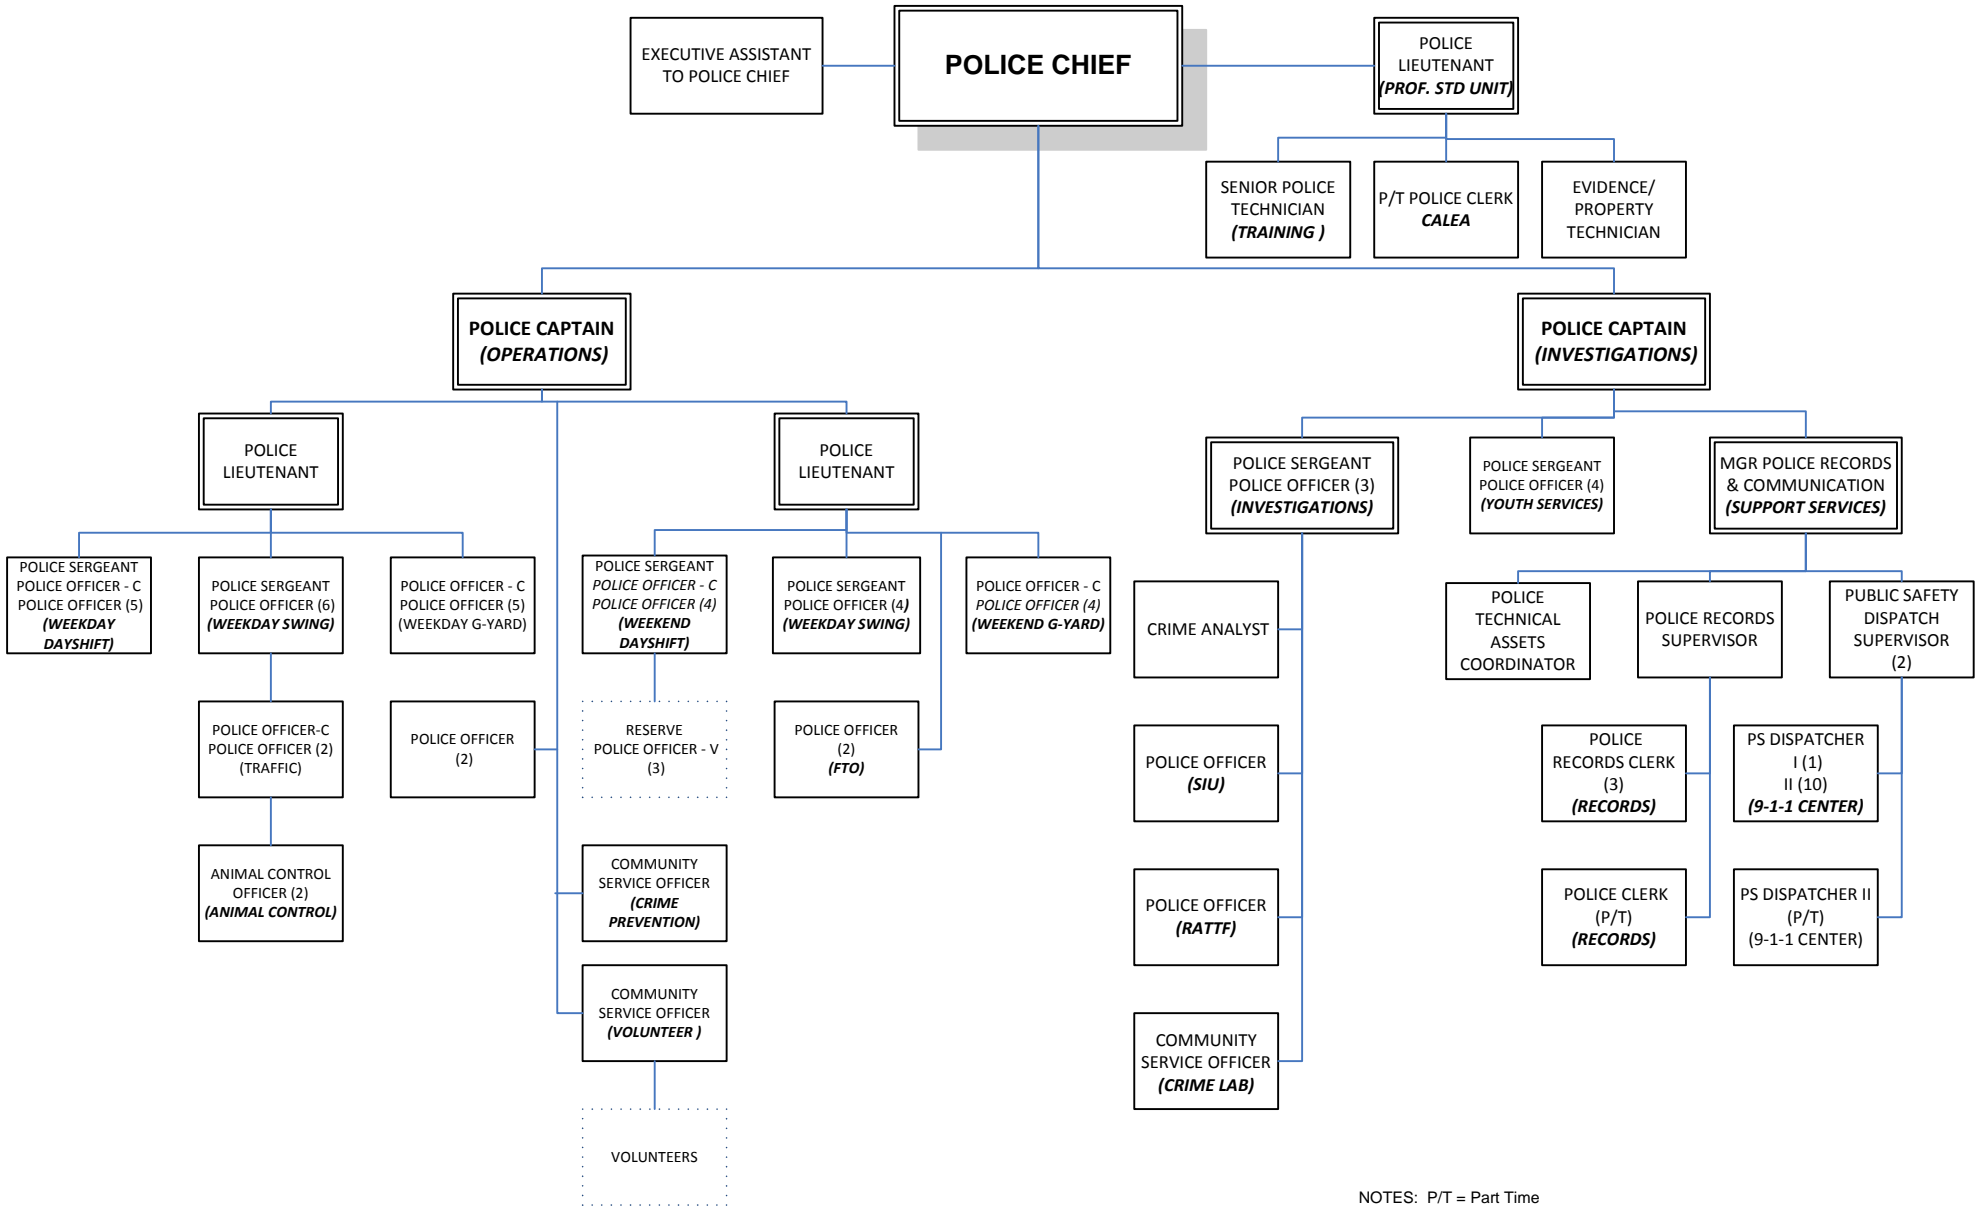 EXECUTIVE ASSISTANT
TO POLICE CHIEF
POLICE CHIEF
POLICE
LIEUTENANT
(PROF. STD UNIT)
SENIOR POLICE
TECHNICIAN
(TRAINING )
P/T POLICE CLERK
CALEA
EVIDENCE/
PROPERTY
TECHNICIAN
POLICE CAPTAIN
(OPERATIONS)
POLICE CAPTAIN
(INVESTIGATIONS)
POLICE
LIEUTENANT
POLICE
LIEUTENANT
POLICE SERGEANT
POLICE OFFICER (3)
(INVESTIGATIONS)
POLICE SERGEANT
POLICE OFFICER (4)
(YOUTH SERVICES)
MGR POLICE RECORDS
& COMMUNICATION
(SUPPORT SERVICES)
POLICE SERGEANT
POLICE OFFICER - C
POLICE OFFICER (5)
(WEEKDAY
DAYSHIFT)
POLICE SERGEANT
POLICE OFFICER (6)
(WEEKDAY SWING)
POLICE OFFICER - C
POLICE OFFICER (5)
(WEEKDAY G-YARD)
POLICE SERGEANT
POLICE OFFICER - C
POLICE OFFICER (4)
(WEEKEND
DAYSHIFT)
POLICE SERGEANT
POLICE OFFICER (4)
(WEEKDAY SWING)
POLICE OFFICER - C
POLICE OFFICER (4)
(WEEKEND G-YARD)
CRIME ANALYST
POLICE
TECHNICAL
ASSETS
COORDINATOR
POLICE RECORDS
SUPERVISOR
PUBLIC SAFETY
DISPATCH
SUPERVISOR
(2)
POLICE OFFICER-C
POLICE OFFICER (2)
(TRAFFIC)
POLICE OFFICER
(2)
RESERVE
POLICE OFFICER - V
(3)
POLICE OFFICER
(2)
(FTO)
POLICE OFFICER
(SIU)
POLICE
RECORDS CLERK
(3)
(RECORDS)
PS DISPATCHER
I (1)
II (10)
(9-1-1 CENTER)
ANIMAL CONTROL
OFFICER (2)
(ANIMAL CONTROL)
COMMUNITY
SERVICE OFFICER
(CRIME
PREVENTION)
POLICE OFFICER
(RATTF)
POLICE CLERK
(P/T)
(RECORDS)
PS DISPATCHER II
(P/T)
(9-1-1 CENTER)
COMMUNITY
SERVICE OFFICER
(VOLUNTEER )
COMMUNITY
SERVICE OFFICER
(CRIME LAB)
VOLUNTEERS
NOTES:  P/T = Part Time